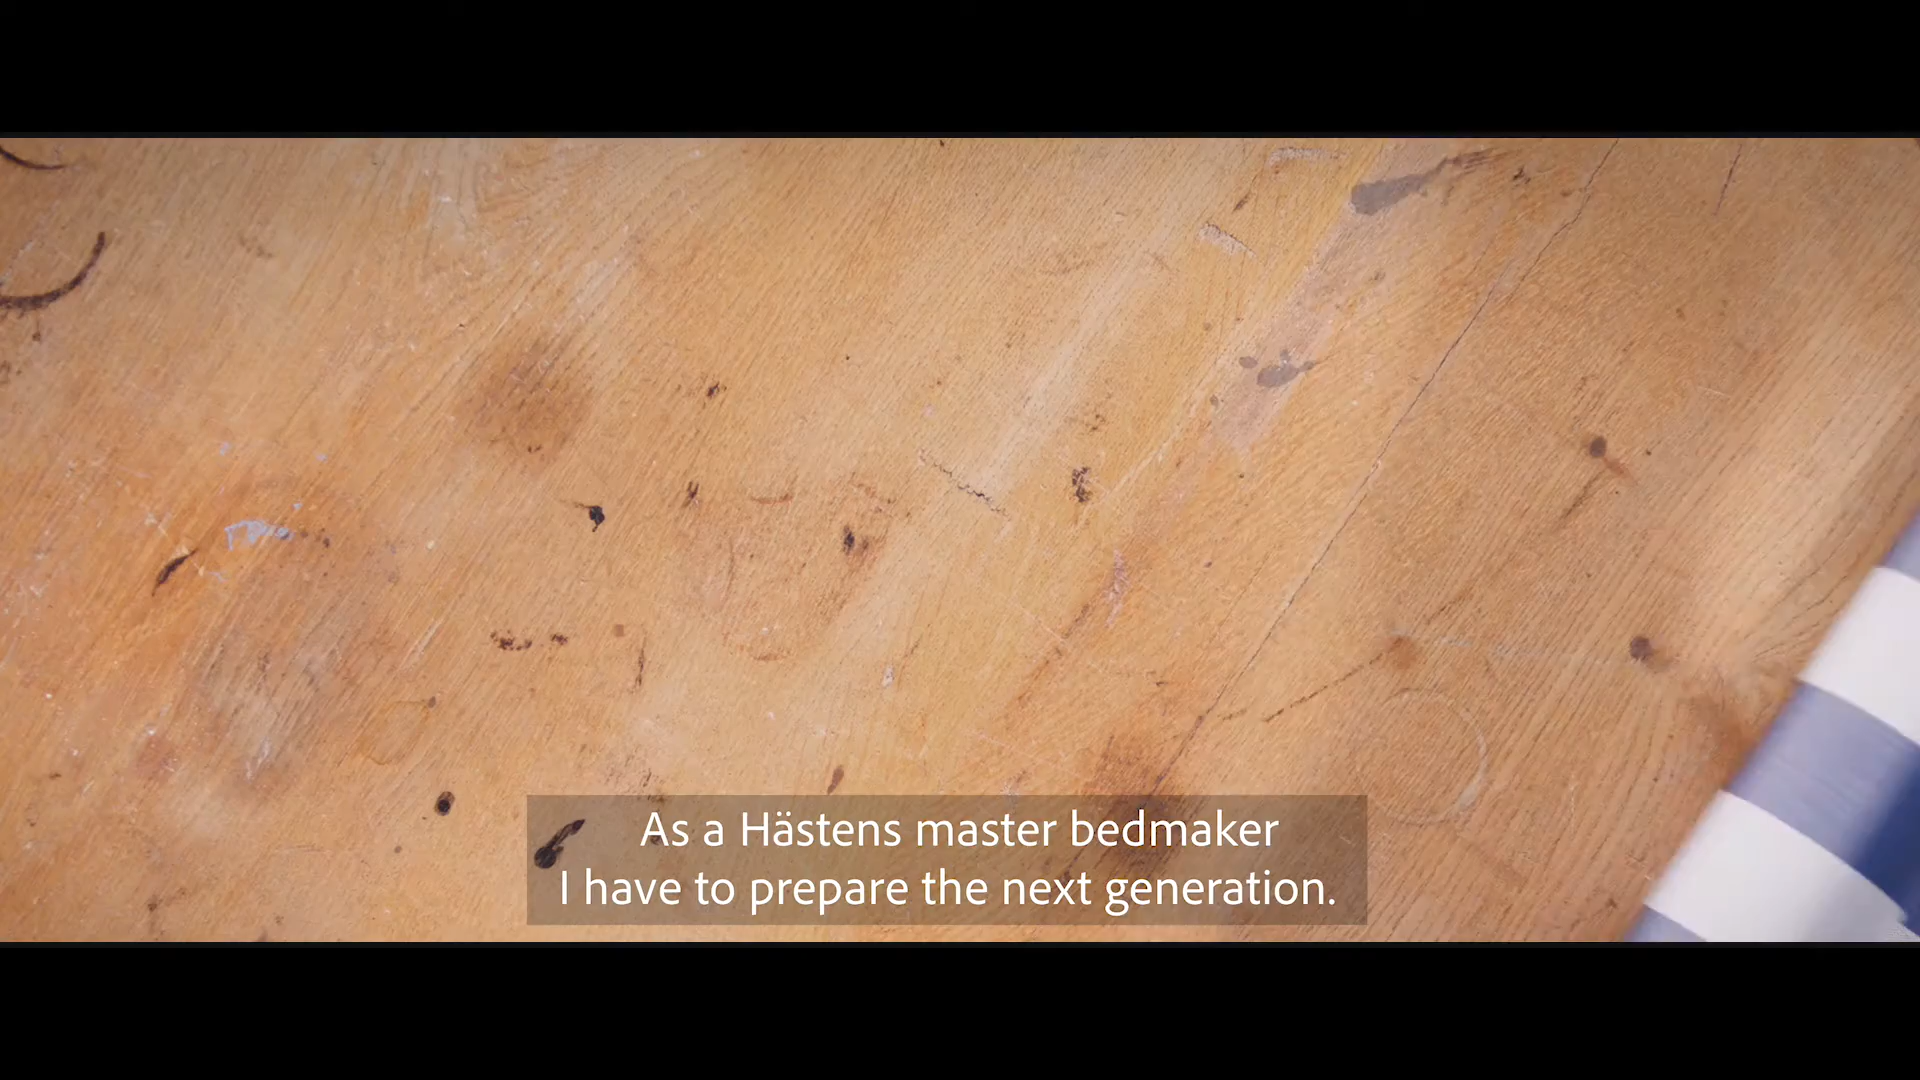 As a Hästens master bedmaker
I have to prepare the next generation.